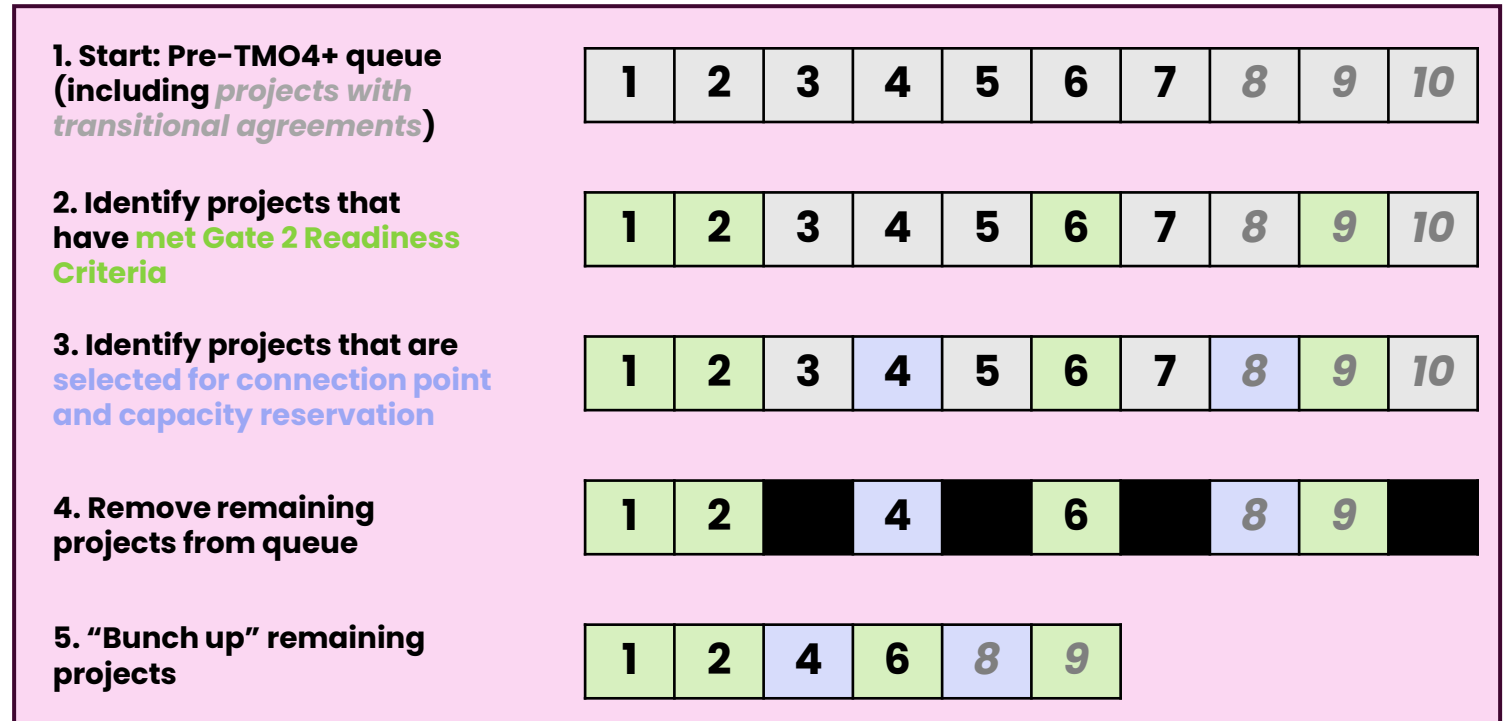 1. Start: Pre-TMO4+ queue
(including projects with
transitional agreements)
1 2 3 4 5 6 7 8 9 10
2. Identify projects that
have met Gate 2 Readiness
Criteria
1 2 3 4 5 6 7 8 9 10
3. Identify projects that are
selected for connection point
and capacity reservation
1 2 3 4 5 6 7 8 9 10
4. Remove remaining
projects from queue
1 2 4 6 8 9
5. “Bunch up” remaining
projects
1 2 4 6 8 9